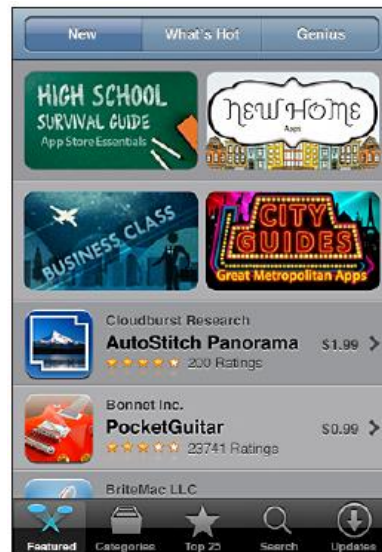 New
What's Hot
Genius
HIGH SCHOOL
SURVIVAL GUIDE
App Store Essentials
NEW HOME
Apps
BUSINESS CLASS
CITY
GUIDES
Great Metropolitan Apps
Cloudburst Research
AutoStitch Panorama
$1.99
200 Ratings
Bonnet Inc.
PocketGuitar
$0.99
23741 Ratings
BriteMac LLC
Featured
Categories
Top 25
Search
Updates